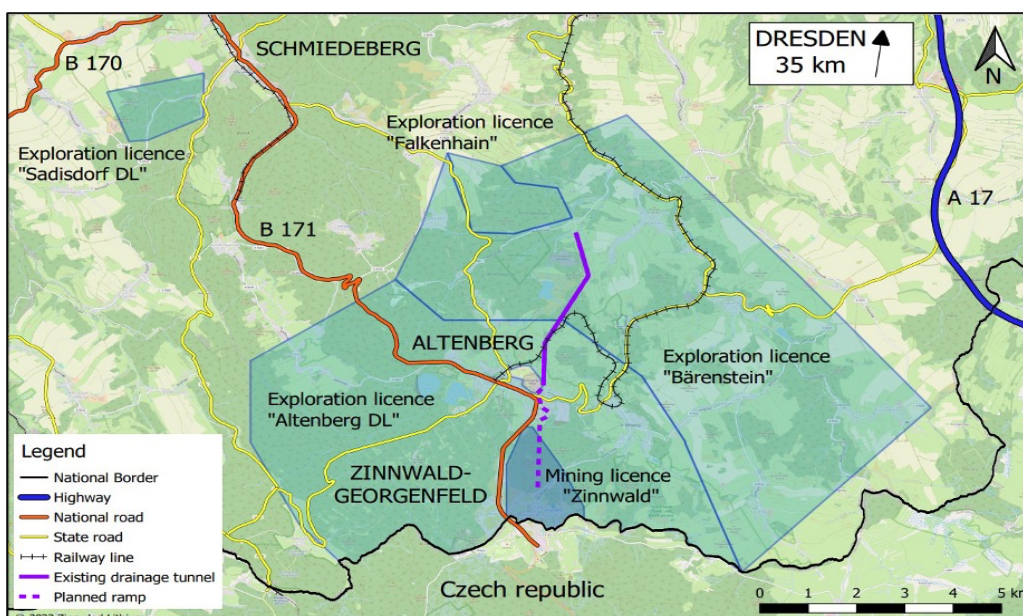 SCHMIEDEBERG
B 170
DRESDEN
35 km
N
Exploration licence
"Falkenhain"
Exploration licence
"Sadisdorf DL"
A 17
B 171
ALTENBERG
Exploration licence
"Bärenstein"
Exploration licence
"Altenberg DL"
ZINNWALD-
GEORGENFELD
Mining licence
"Zinnwald"
Legend
National Border
Highway
National road
State road
Railway line
Existing drainage tunnel
Planned ramp
Czech republic
0 1 2 3 4 5 km